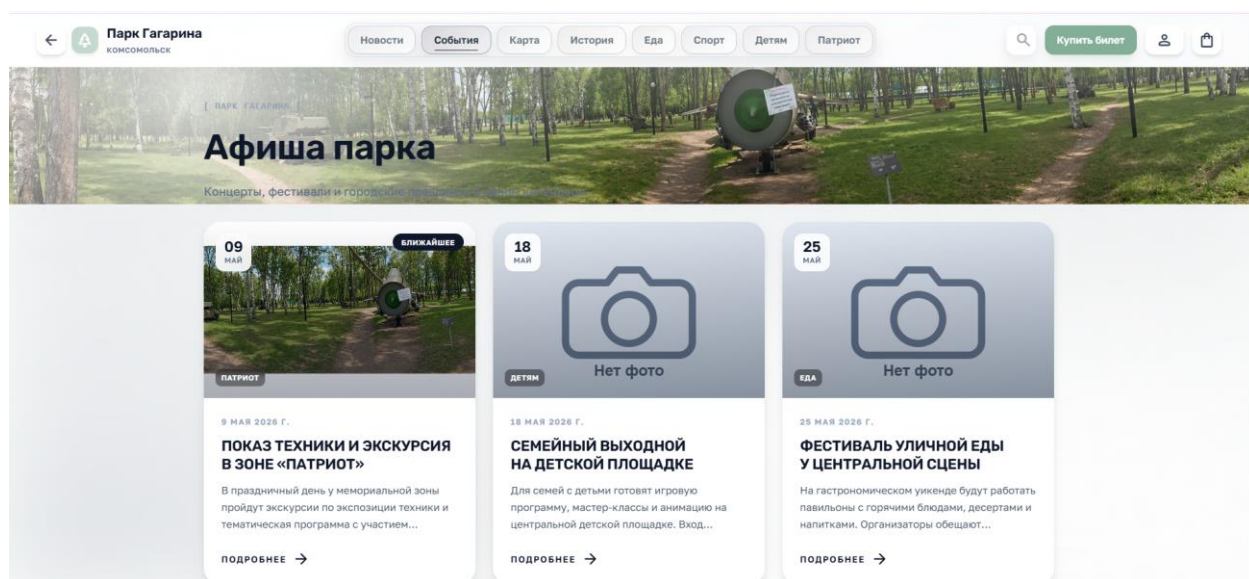 Парк Гагарина
КОМСОМОЛЬСК
Новости
События
Карта
История
Еда
Спорт
Детям
Патриот
Купить билет
[ ПАРК ГАГАРИНА ]
Афиша парка
Концерты, фестивали и городские
09
МАЙ
БЛИЖАЙШЕЕ
ПАТРИОТ
9 МАЯ 2026 Г.
ПОКАЗ ТЕХНИКИ И ЭКСКУРСИЯ
В ЗОНЕ «ПАТРИОТ»
В праздничный день у мемориальной зоны
пройдут экскурсии по экспозиции техники и
тематическая программа с участием...
ПОДРОБНЕЕ →
18
МАЙ
Нет фото
ДЕТЯМ
18 МАЯ 2026 Г.
СЕМЕЙНЫЙ ВЫХОДНОЙ
НА ДЕТСКОЙ ПЛОЩАДКЕ
Для семей с детьми готовят игровую
программу, мастер-классы и анимацию на
центральной детской площадке. Вход...
ПОДРОБНЕЕ →
25
МАЙ
Нет фото
ЕДА
25 МАЯ 2026 Г.
ФЕСТИВАЛЬ УЛИЧНОЙ ЕДЫ
У ЦЕНТРАЛЬНОЙ СЦЕНЫ
На гастрономическом уикенде будут работать
павильоны с горячими блюдами, десертами и
напитками. Организаторы обещают...
ПОДРОБНЕЕ →